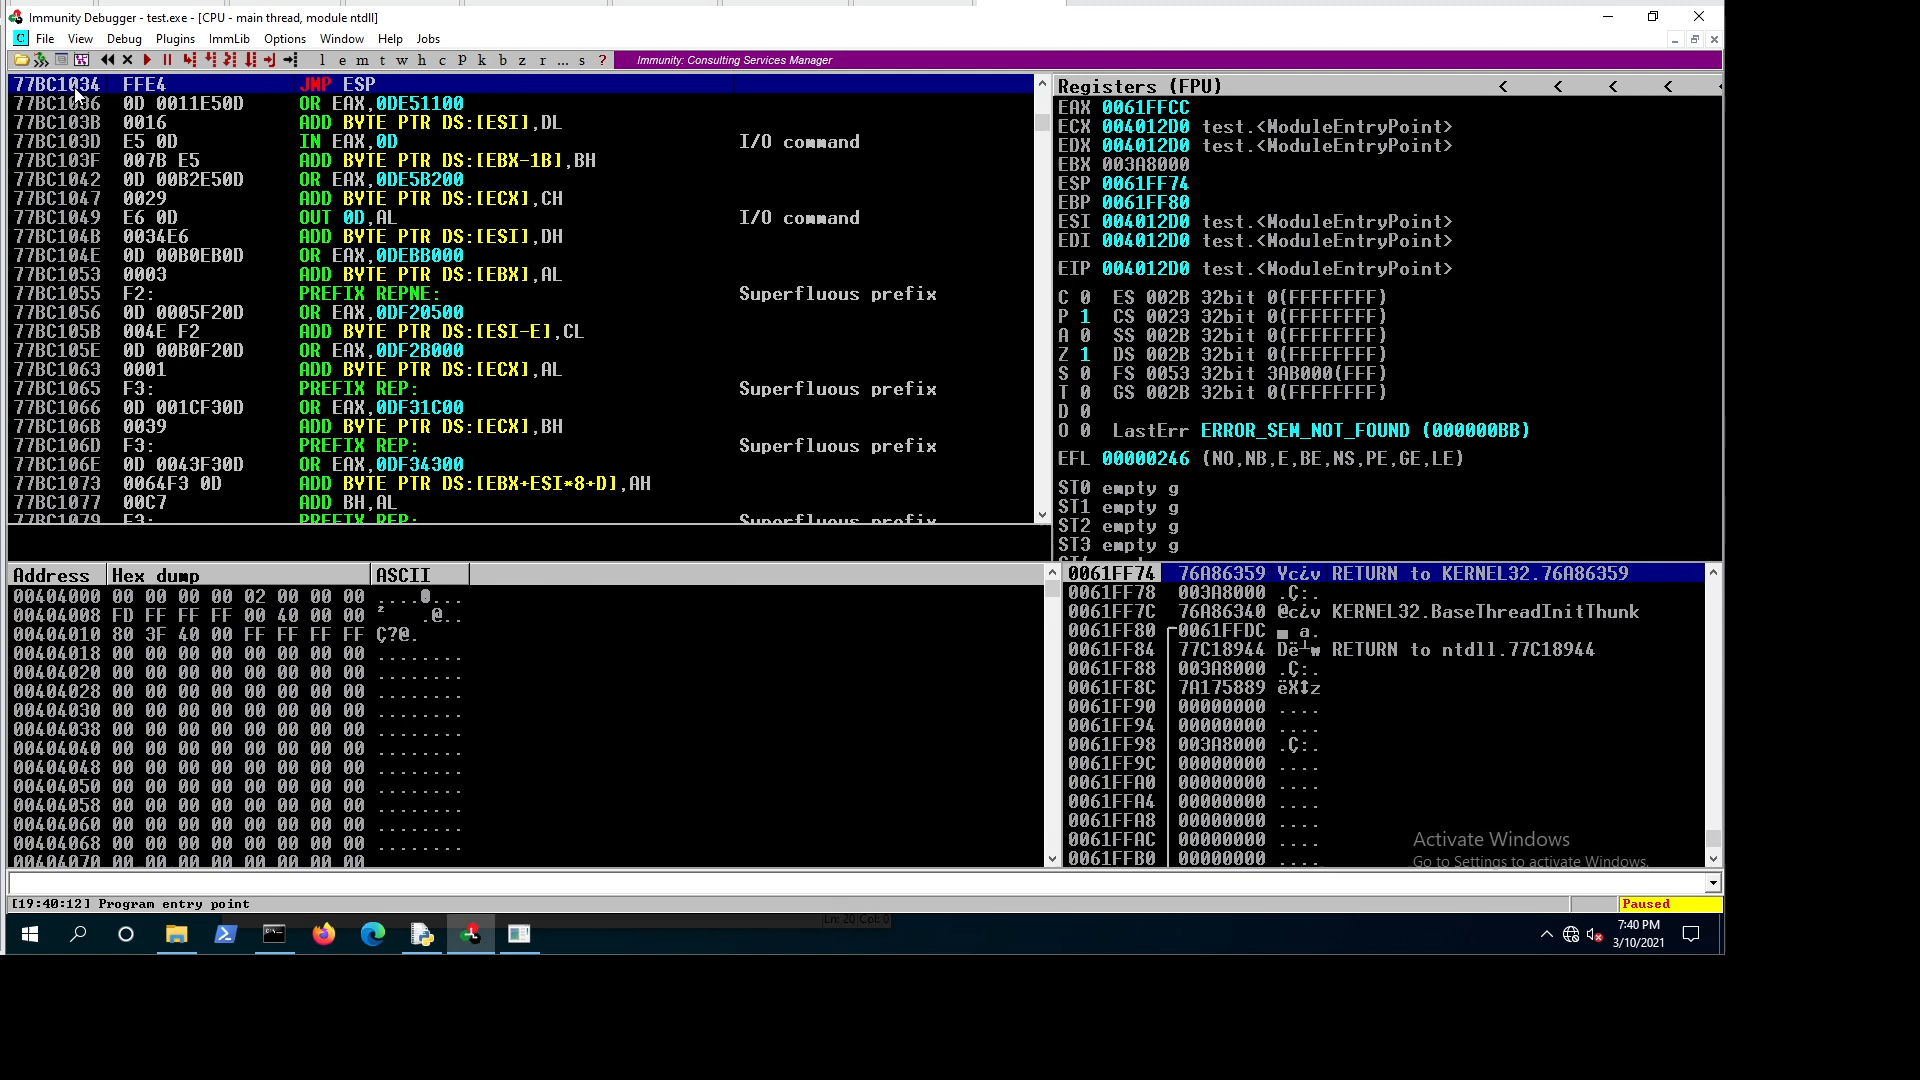 Immunity Debugger - test.exe - [CPU - main thread, module ntdll]
C File View Debug Plugins ImmLib Options Window Help Jobs
l e m t w h c P k b z r ... s ? Immunity: Consulting Services Manager
77BC1034 FFE4 JMP ESP
77BC1036 0D 0011E50D OR EAX,0DE51100
77BC103B 0016 ADD BYTE PTR DS:[ESI],DL
77BC103D E5 0D IN EAX,0D I/O command
77BC103F 007B E5 ADD BYTE PTR DS:[EBX-1B],BH
77BC1042 0D 00B2E50D OR EAX,0DE5B200
77BC1047 0029 ADD BYTE PTR DS:[ECX],CH
77BC1049 E6 0D OUT 0D,AL I/O command
77BC104B 0034E6 ADD BYTE PTR DS:[ESI],DH
77BC104E 0D 00B0EB0D OR EAX,0DEBB000
77BC1053 0003 ADD BYTE PTR DS:[EBX],AL
77BC1055 F2: PREFIX REPNE: Superfluous prefix
77BC1056 0D 0005F20D OR EAX,0DF20500
77BC105B 004E F2 ADD BYTE PTR DS:[ESI-E],CL
77BC105E 0D 00B0F20D OR EAX,0DF2B000
77BC1063 0001 ADD BYTE PTR DS:[ECX],AL
77BC1065 F3: PREFIX REP: Superfluous prefix
77BC1066 0D 001CF30D OR EAX,0DF31C00
77BC106B 0039 ADD BYTE PTR DS:[ECX],BH
77BC106D F3: PREFIX REP: Superfluous prefix
77BC106E 0D 0043F30D OR EAX,0DF34300
77BC1073 0064F3 0D ADD BYTE PTR DS:[EBX+ESI*8+D],AH
77BC1077 00C7 ADD BH,AL
77BC1079 F3: PREFIX REP: Superfluous prefix
Registers (FPU) < < < < <
EAX 0061FFCC
ECX 004012D0 test.<ModuleEntryPoint>
EDX 004012D0 test.<ModuleEntryPoint>
EBX 003A8000
ESP 0061FF74
EBP 0061FF80
ESI 004012D0 test.<ModuleEntryPoint>
EDI 004012D0 test.<ModuleEntryPoint>
EIP 004012D0 test.<ModuleEntryPoint>
C 0 ES 002B 32bit 0(FFFFFFFF)
P 1 CS 0023 32bit 0(FFFFFFFF)
A 0 SS 002B 32bit 0(FFFFFFFF)
Z 1 DS 002B 32bit 0(FFFFFFFF)
S 0 FS 0053 32bit 3AB000(FFF)
T 0 GS 002B 32bit 0(FFFFFFFF)
D 0
O 0 LastErr ERROR_SEM_NOT_FOUND (000000BB)
EFL 00000246 (NO,NB,E,BE,NS,PE,GE,LE)
ST0 empty g
ST1 empty g
ST2 empty g
ST3 empty g
Address Hex dump ASCII
00404000 00 00 00 00 02 00 00 00 ....☻...
00404008 FD FF FF FF 00 40 00 00 ² .@..
00404010 80 3F 40 00 FF FF FF FF Ç?@.
00404018 00 00 00 00 00 00 00 00 ........
00404020 00 00 00 00 00 00 00 00 ........
00404028 00 00 00 00 00 00 00 00 ........
00404030 00 00 00 00 00 00 00 00 ........
00404038 00 00 00 00 00 00 00 00 ........
00404040 00 00 00 00 00 00 00 00 ........
00404048 00 00 00 00 00 00 00 00 ........
00404050 00 00 00 00 00 00 00 00 ........
00404058 00 00 00 00 00 00 00 00 ........
00404060 00 00 00 00 00 00 00 00 ........
00404068 00 00 00 00 00 00 00 00 ........
00404070 00 00 00 00 00 00 00 00
0061FF74 76A86359 Yc¿v RETURN to KERNEL32.76A86359
0061FF78 003A8000 .Ç:.
0061FF7C 76A86340 @c¿v KERNEL32.BaseThreadInitThunk
0061FF80 0061FFDC ▄ a.
0061FF84 77C18944 Dë┴w RETURN to ntdll.77C18944
0061FF88 003A8000 .Ç:.
0061FF8C 7A175889 ëX↨z
0061FF90 00000000 ....
0061FF94 00000000 ....
0061FF98 003A8000 .Ç:.
0061FF9C 00000000 ....
0061FFA0 00000000 ....
0061FFA4 00000000 ....
0061FFA8 00000000 ....
0061FFAC 00000000 ....
0061FFB0 00000000 ....
Activate Windows
Go to Settings to activate Windows.
[19:40:12] Program entry point Paused
Ln: 20 Col: 0
7:40 PM
3/10/2021